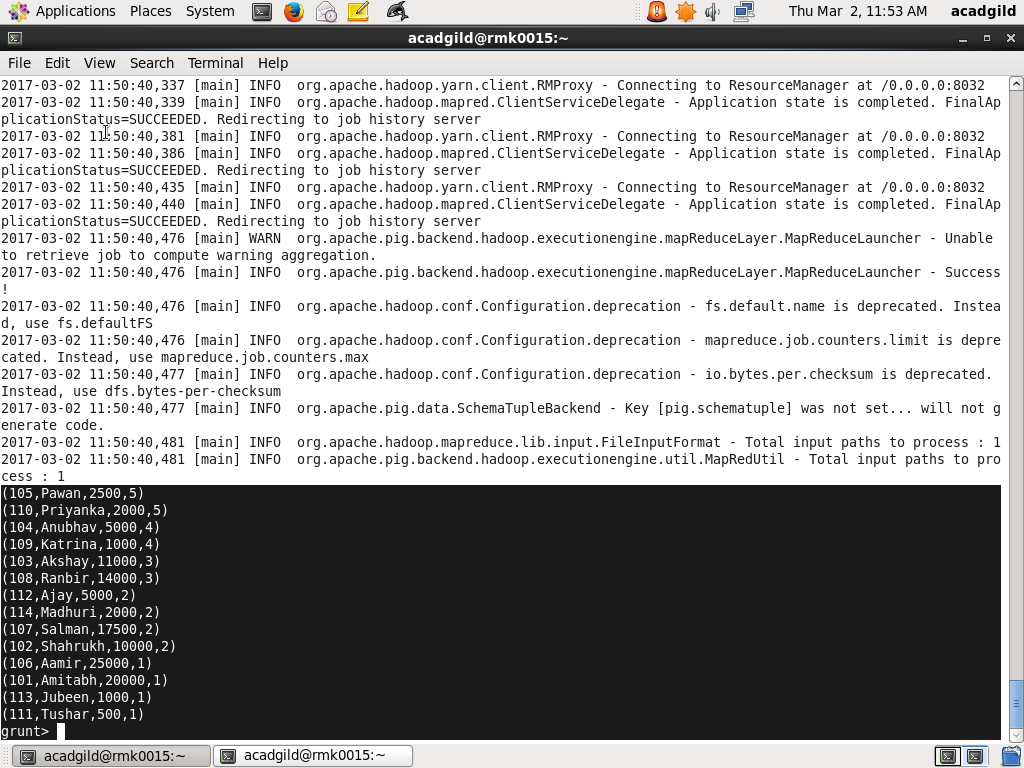 Applications Places System Thu Mar 2, 11:53 AM acadgild
acadgild@rmk0015:~
File Edit View Search Terminal Help
2017-03-02 11:50:40,337 [main] INFO  org.apache.hadoop.yarn.client.RMProxy - Connecting to ResourceManager at /0.0.0.0:8032
2017-03-02 11:50:40,339 [main] INFO  org.apache.hadoop.mapred.ClientServiceDelegate - Application state is completed. FinalAp
plicationStatus=SUCCEEDED. Redirecting to job history server
2017-03-02 11:50:40,381 [main] INFO  org.apache.hadoop.yarn.client.RMProxy - Connecting to ResourceManager at /0.0.0.0:8032
2017-03-02 11:50:40,386 [main] INFO  org.apache.hadoop.mapred.ClientServiceDelegate - Application state is completed. FinalAp
plicationStatus=SUCCEEDED. Redirecting to job history server
2017-03-02 11:50:40,435 [main] INFO  org.apache.hadoop.yarn.client.RMProxy - Connecting to ResourceManager at /0.0.0.0:8032
2017-03-02 11:50:40,440 [main] INFO  org.apache.hadoop.mapred.ClientServiceDelegate - Application state is completed. FinalAp
plicationStatus=SUCCEEDED. Redirecting to job history server
2017-03-02 11:50:40,476 [main] WARN  org.apache.pig.backend.hadoop.executionengine.mapReduceLayer.MapReduceLauncher - Unable
to retrieve job to compute warning aggregation.
2017-03-02 11:50:40,476 [main] INFO  org.apache.pig.backend.hadoop.executionengine.mapReduceLayer.MapReduceLauncher - Success
!
2017-03-02 11:50:40,476 [main] INFO  org.apache.hadoop.conf.Configuration.deprecation - fs.default.name is deprecated. Instea
d, use fs.defaultFS
2017-03-02 11:50:40,476 [main] INFO  org.apache.hadoop.conf.Configuration.deprecation - mapreduce.job.counters.limit is depre
cated. Instead, use mapreduce.job.counters.max
2017-03-02 11:50:40,477 [main] INFO  org.apache.hadoop.conf.Configuration.deprecation - io.bytes.per.checksum is deprecated.
Instead, use dfs.bytes-per-checksum
2017-03-02 11:50:40,477 [main] INFO  org.apache.pig.data.SchemaTupleBackend - Key [pig.schematuple] was not set... will not g
enerate code.
2017-03-02 11:50:40,481 [main] INFO  org.apache.hadoop.mapreduce.lib.input.FileInputFormat - Total input paths to process : 1
2017-03-02 11:50:40,481 [main] INFO  org.apache.pig.backend.hadoop.executionengine.util.MapRedUtil - Total input paths to pro
cess : 1
(105,Pawan,2500,5)
(110,Priyanka,2000,5)
(104,Anubhav,5000,4)
(109,Katrina,1000,4)
(103,Akshay,11000,3)
(108,Ranbir,14000,3)
(112,Ajay,5000,2)
(114,Madhuri,2000,2)
(107,Salman,17500,2)
(102,Shahrukh,10000,2)
(106,Aamir,25000,1)
(101,Amitabh,20000,1)
(113,Jubeen,1000,1)
(111,Tushar,500,1)
grunt>
acadgild@rmk0015:~ acadgild@rmk0015:~